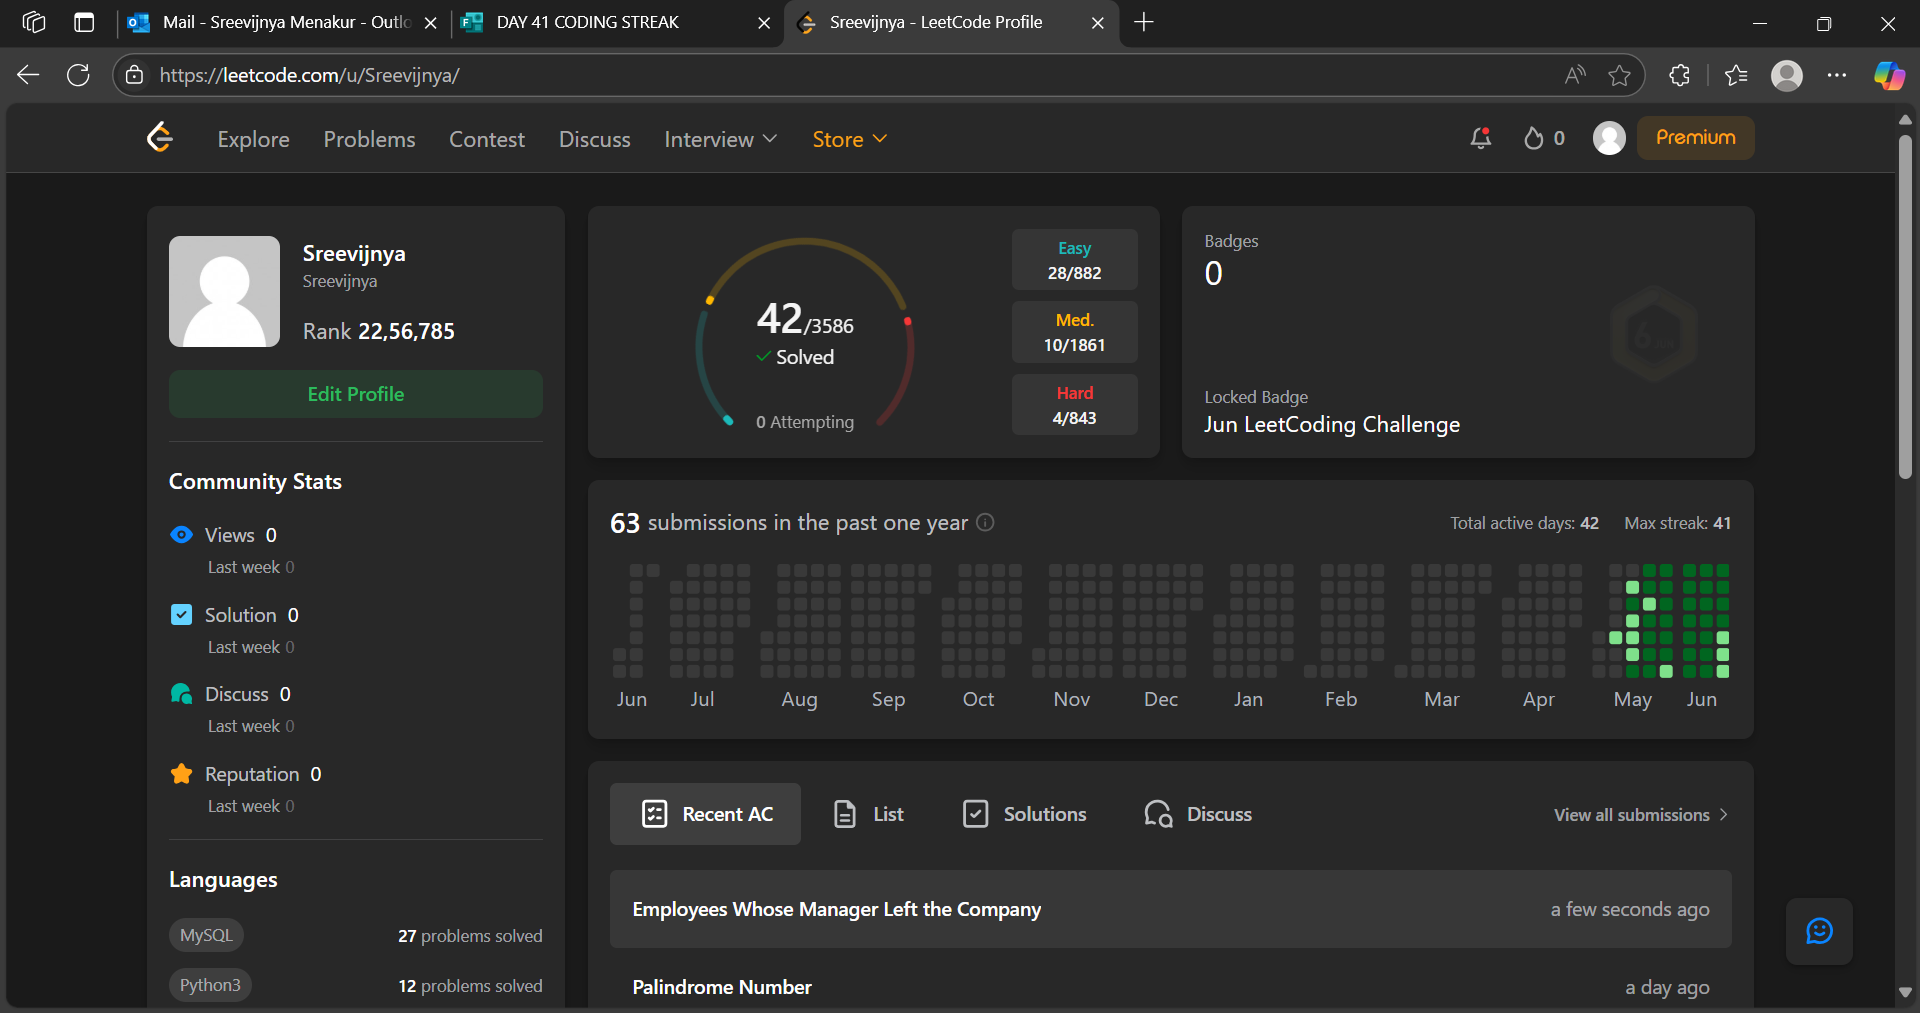 Mail - Sreevijnya Menakur - Outlo
DAY 41 CODING STREAK
Sreevijnya - LeetCode Profile
https://leetcode.com/u/Sreevijnya/
Explore
Problems
Contest
Discuss
Interview
Store
0
Premium
Sreevijnya
Sreevijnya
Rank 22,56,785
Edit Profile
Community Stats
Views 0
Last week 0
Solution 0
Last week 0
Discuss 0
Last week 0
Reputation 0
Last week 0
Languages
MySQL
27 problems solved
Python3
12 problems solved
42/3586
Solved
0 Attempting
Easy
28/882
Med.
10/1861
Hard
4/843
Badges
0
Locked Badge
Jun LeetCoding Challenge
63 submissions in the past one year
Total active days: 42
Max streak: 41
Jun Jul Aug Sep Oct Nov Dec Jan Feb Mar Apr May Jun
Recent AC
List
Solutions
Discuss
View all submissions
Employees Whose Manager Left the Company
a few seconds ago
Palindrome Number
a day ago